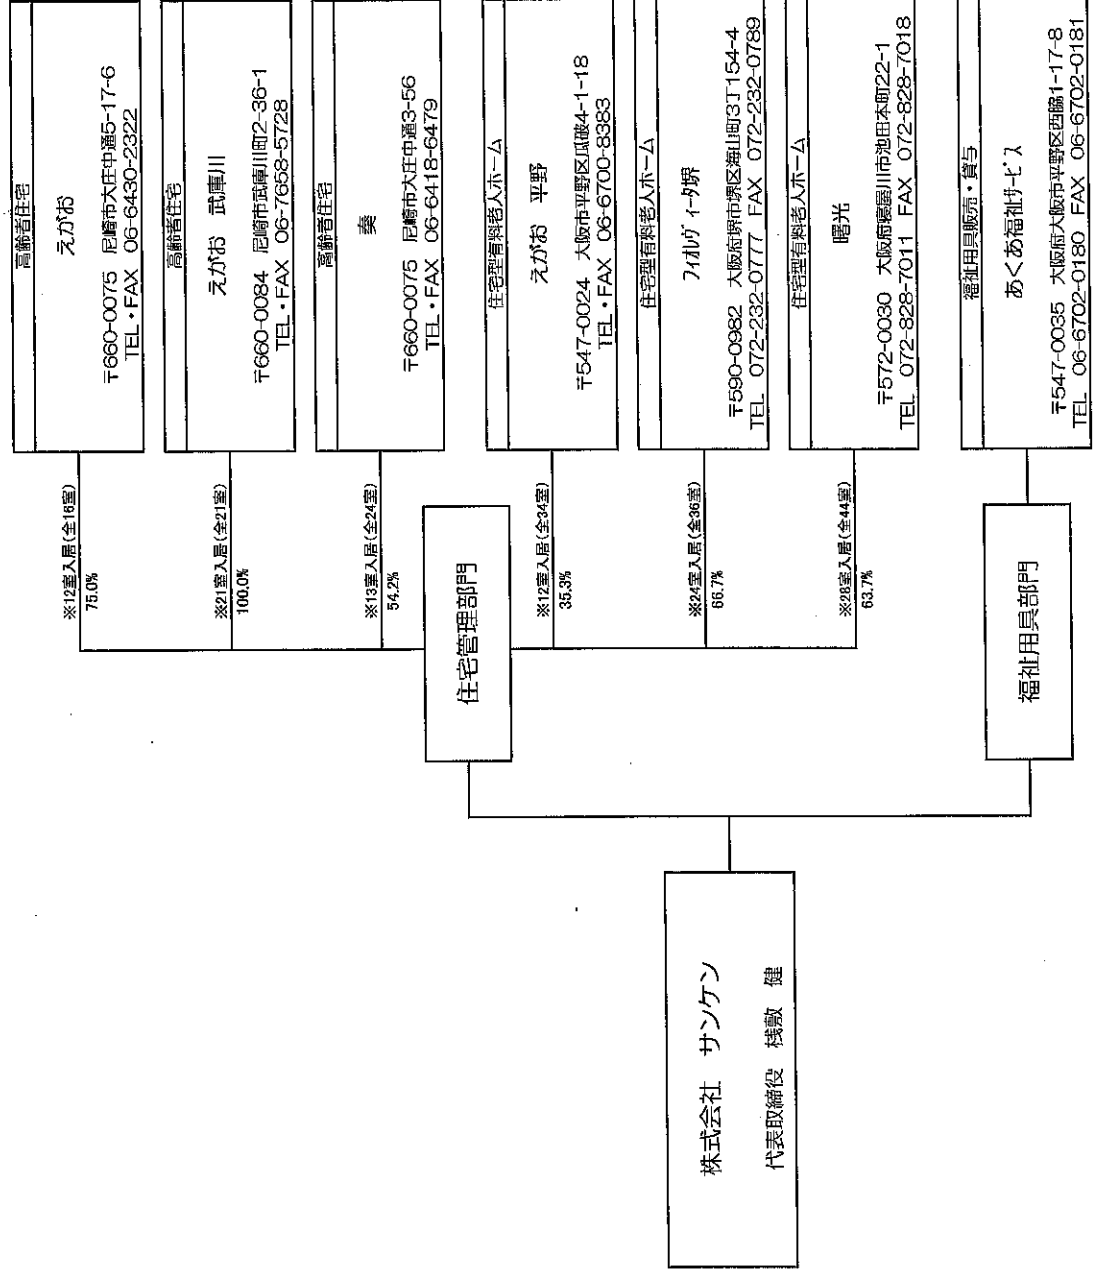 株式会社　サンケン
代表取締役　桟敷　健
住宅管理部門
※12室入居(全16室)
75.0%
高齢者住宅
えがお
〒660-0075　尼崎市大庄中通5-17-6
TEL・FAX　06-6430-2322
※21室入居(全21室)
100.0%
高齢者住宅
えがお　武庫川
〒660-0084　尼崎市武庫川町2-36-1
TEL・FAX　06-7658-5728
※13室入居(全24室)
54.2%
高齢者住宅
奏
〒660-0075　尼崎市大庄中通3-56
TEL・FAX　06-6418-6479
※12室入居(全34室)
35.3%
住宅型有料老人ホーム
えがお　平野
〒547-0024　大阪市平野区瓜破4-1-18
TEL・FAX　06-6700-8383
※24室入居(全36室)
66.7%
住宅型有料老人ホーム
フィオルヴィータ堺
〒590-0982　大阪府堺市堺区海山町3丁154-4
TEL　072-232-0777　FAX　072-232-0789
※28室入居(全44室)
63.7%
住宅型有料老人ホーム
曙光
〒572-0030　大阪府寝屋川市池田本町22-1
TEL　072-828-7011　FAX　072-828-7018
福祉用具部門
福祉用具販売・貸与
あくあ福祉サービス
〒547-0035　大阪府大阪市平野区西脇1-17-8
TEL　06-6702-0180　FAX　06-6702-0181